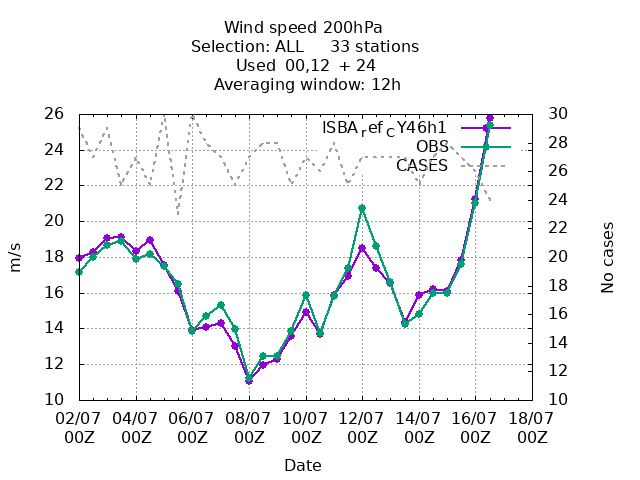 Wind speed 200hPa
Selection: ALL 33 stations
Used 00,12 + 24
Averaging window: 12h
26 30
ISBA_ref_CY46h1
28
24 OBS
26
CASES
22
24
20 22
m/s No cases
18 20
18
16
16
14
14
12
12
10 10
02/07 04/07 06/07 08/07 10/07 12/07 14/07 16/07 18/07
00Z 00Z 00Z 00Z 00Z 00Z 00Z 00Z 00Z
Date